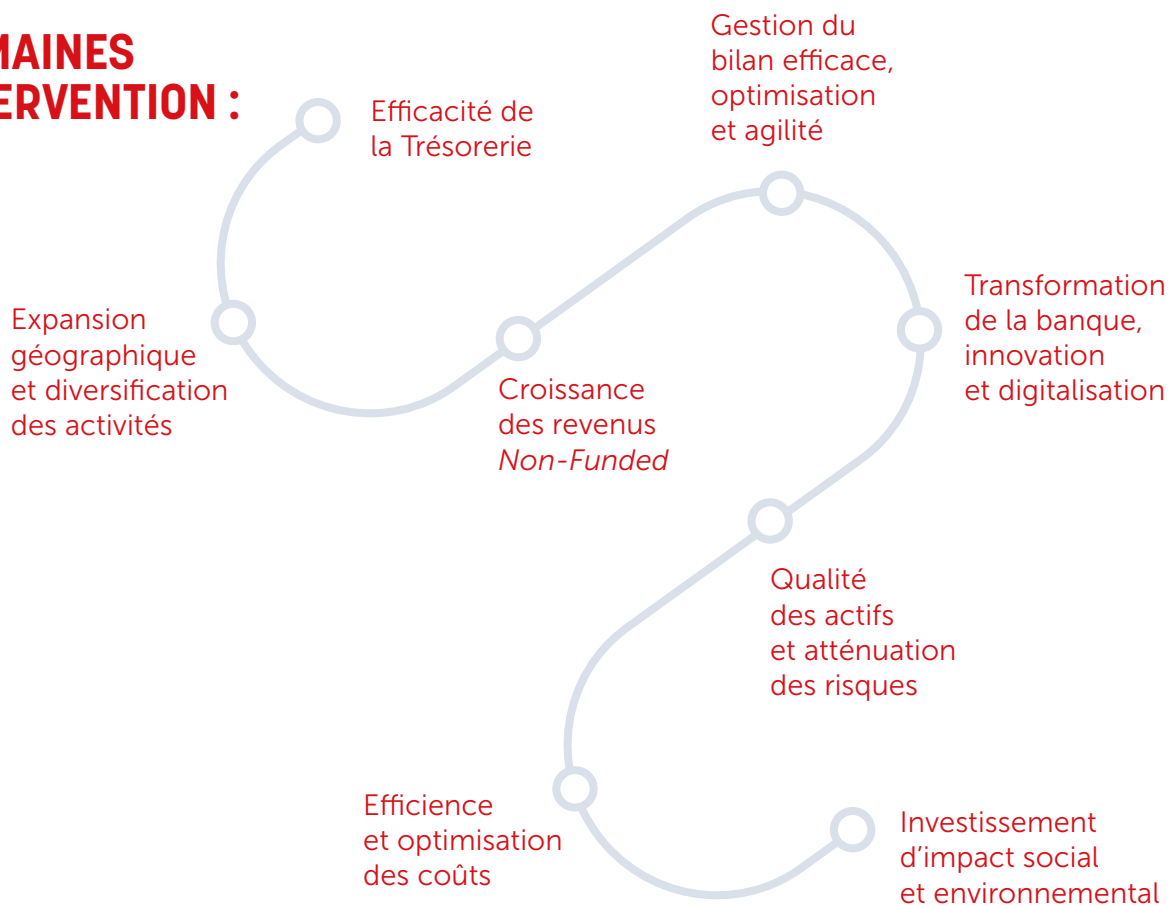 MAINES
ERVENTION :
Efficacité de
la Trésorerie
Expansion
géographique
et diversification
des activités
Croissance
des revenus
Non-Funded
Gestion du
bilan efficace,
optimisation
et agilité
Transformation
de la banque,
innovation
et digitalisation
Qualité
des actifs
et atténuation
des risques
Efficience
et optimisation
des coûts
Investissement
d’impact social
et environnemental